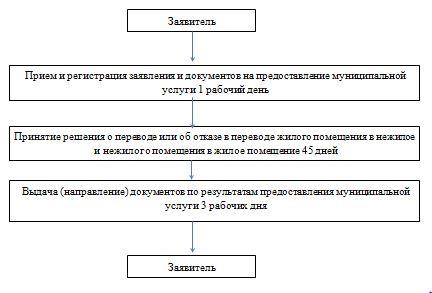 Заявитель
Прием и регистрация заявления и документов на предоставление муниципальной
услуги 1 рабочий день
Принятие решения о переводе или об отказе в переводе жилого помещения в нежилое
и нежилого помещения в жилое помещение 45 дней
Выдача (направление) документов по результатам предоставления муниципальной
услуги 3 рабочих дня
Заявитель